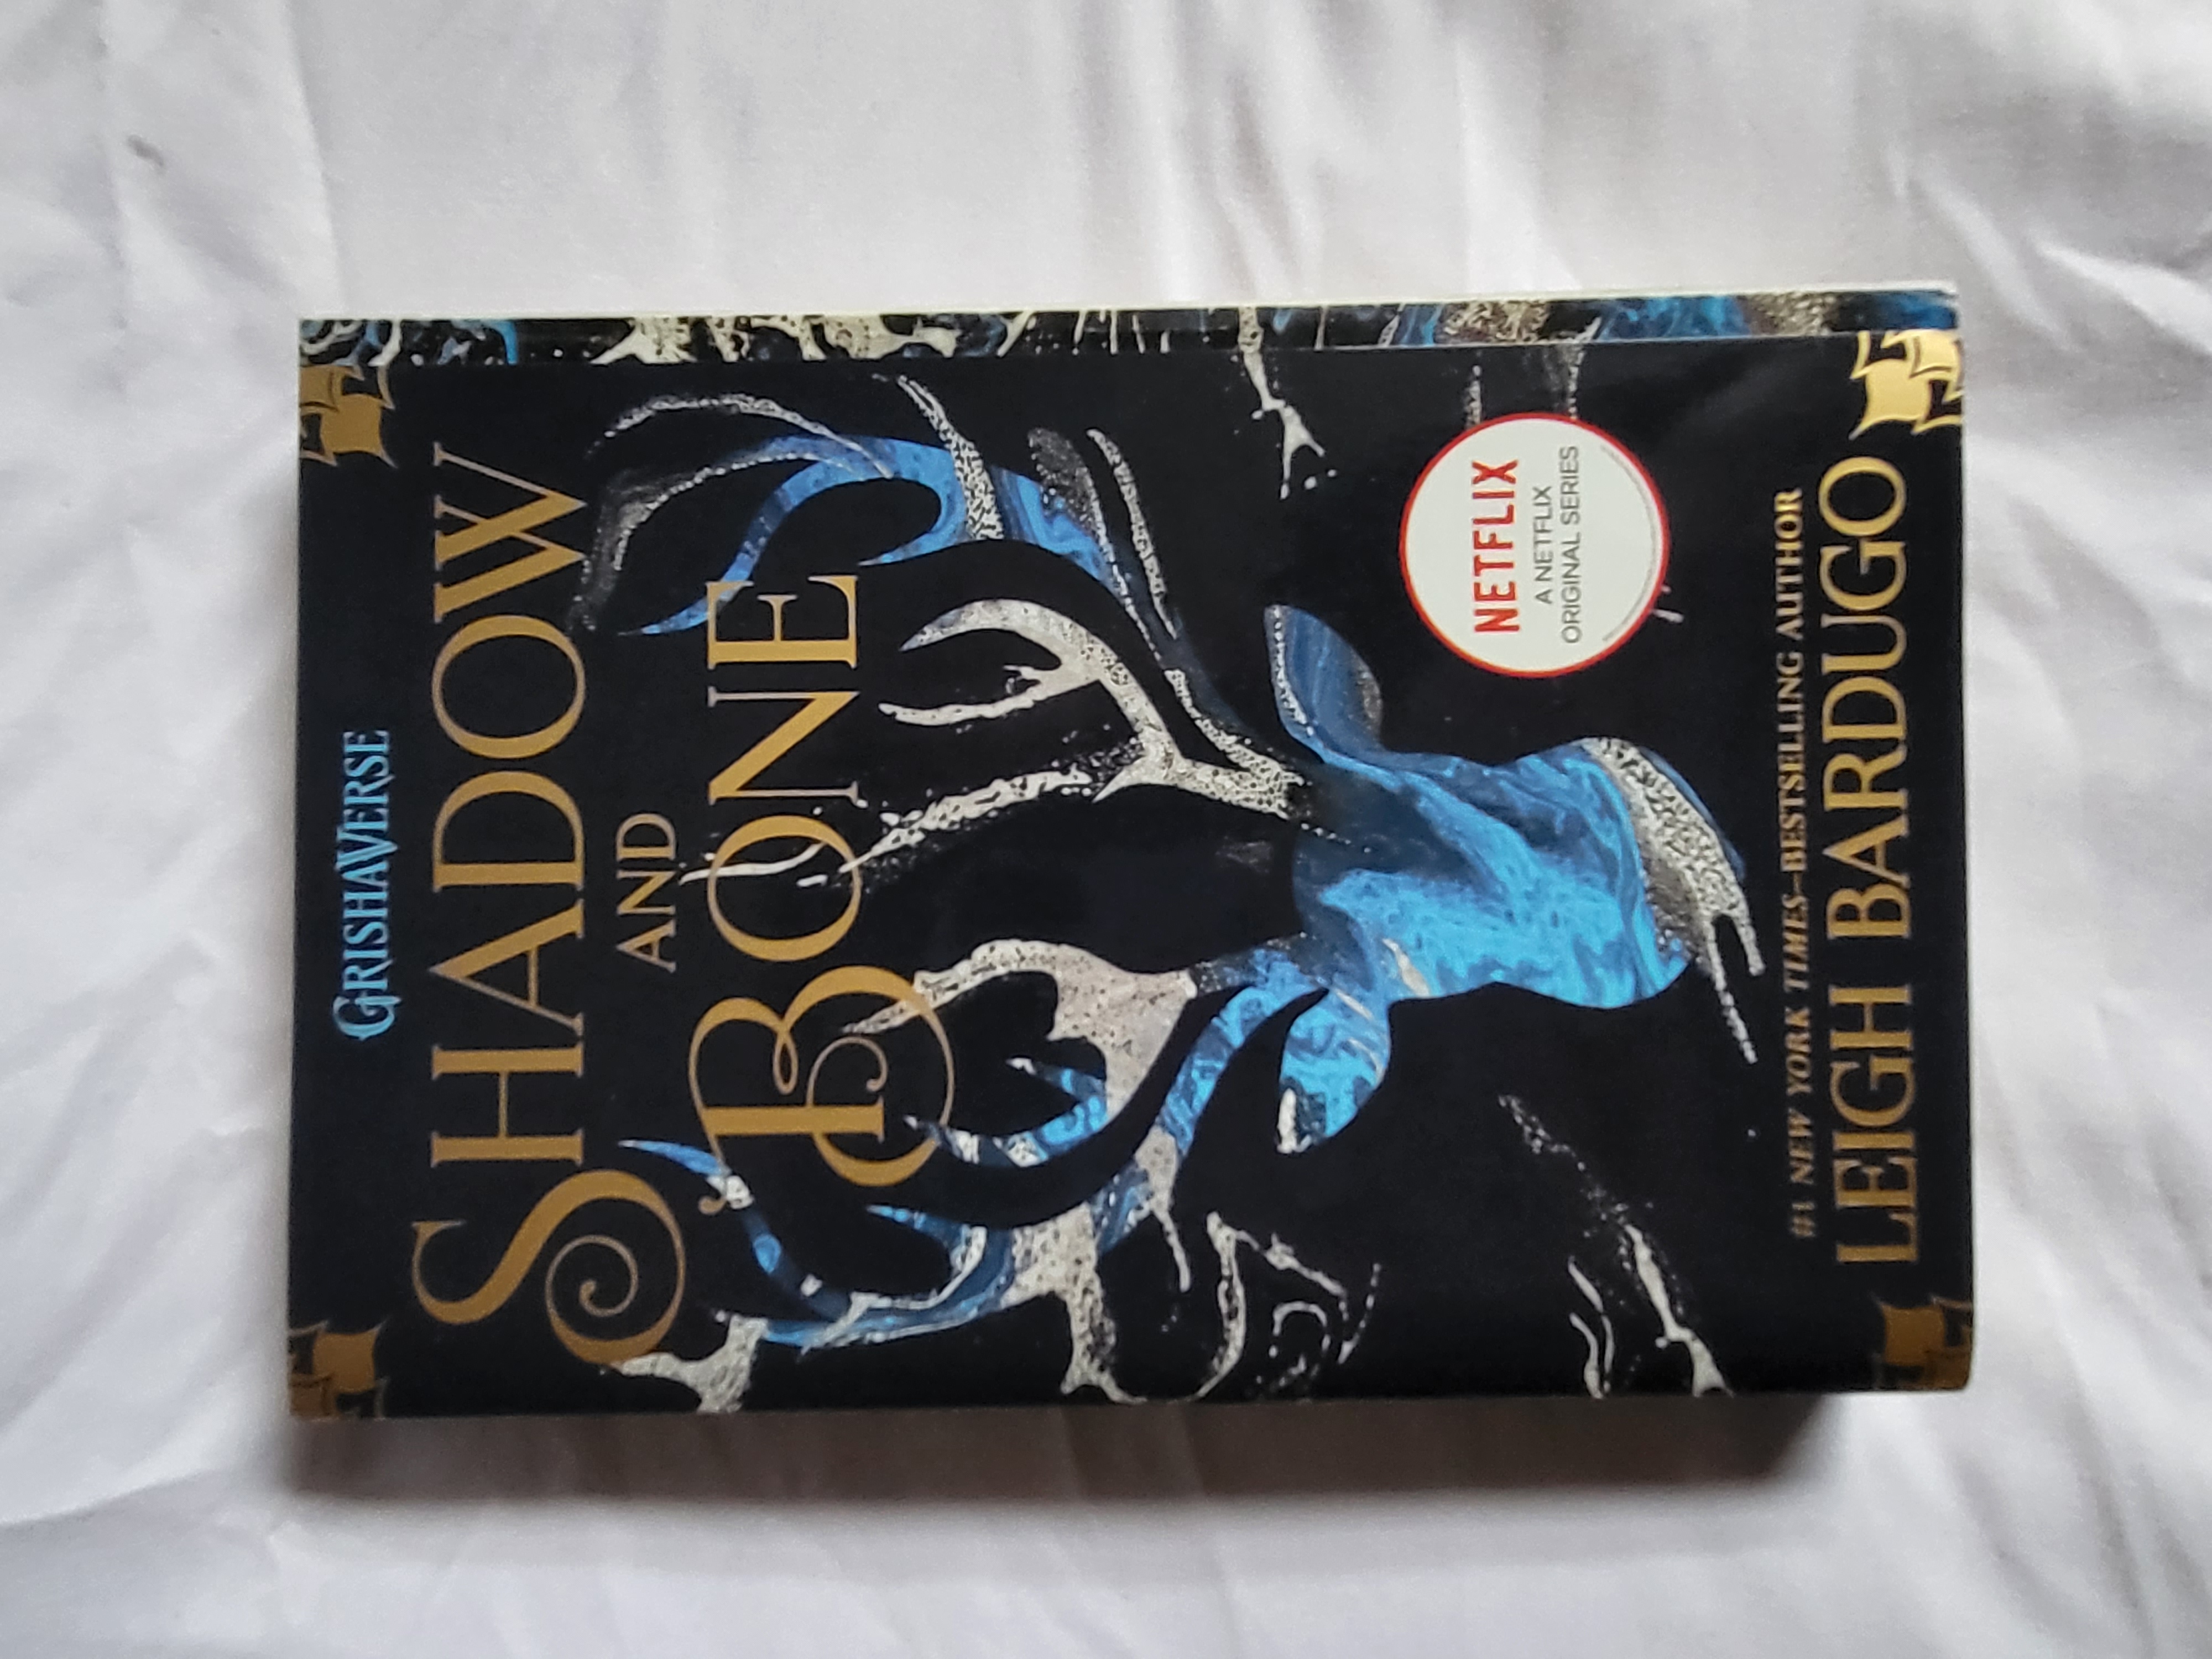 GRISHAVERSE
SHADOW
AND
BONE
NETFLIX
A NETFLIX
ORIGINAL SERIES
#1 NEW YORK TIMES–BESTSELLING AUTHOR
LEIGH BARDUGO